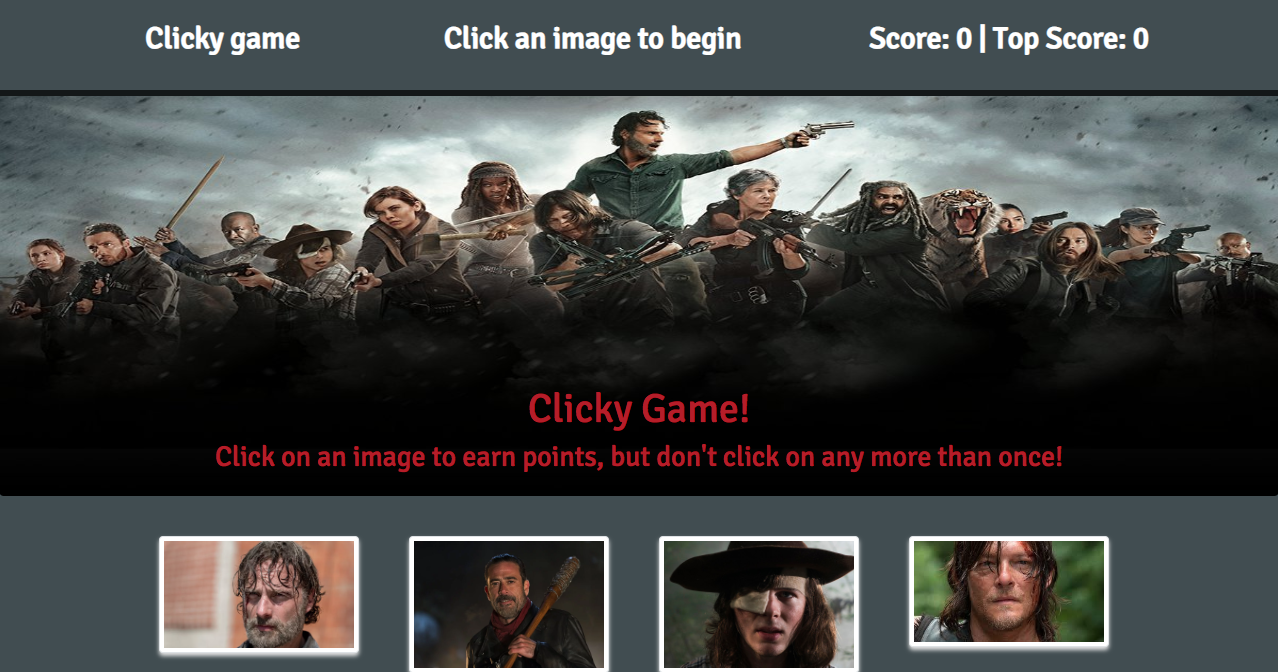 Clicky game
Click an image to begin
Score: 0 | Top Score: 0
Clicky Game!
Click on an image to earn points, but don't click on any more than once!